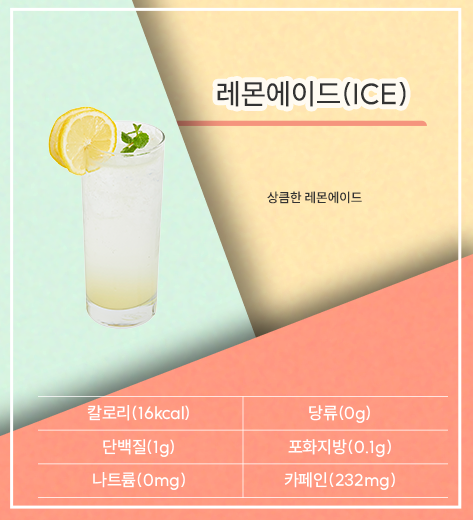 레몬에이드(ICE)
상큼한 레몬에이드
칼로리(16kcal) 당류(0g)
단백질(1g) 포화지방(0.1g)
나트륨(0mg) 카페인(232mg)